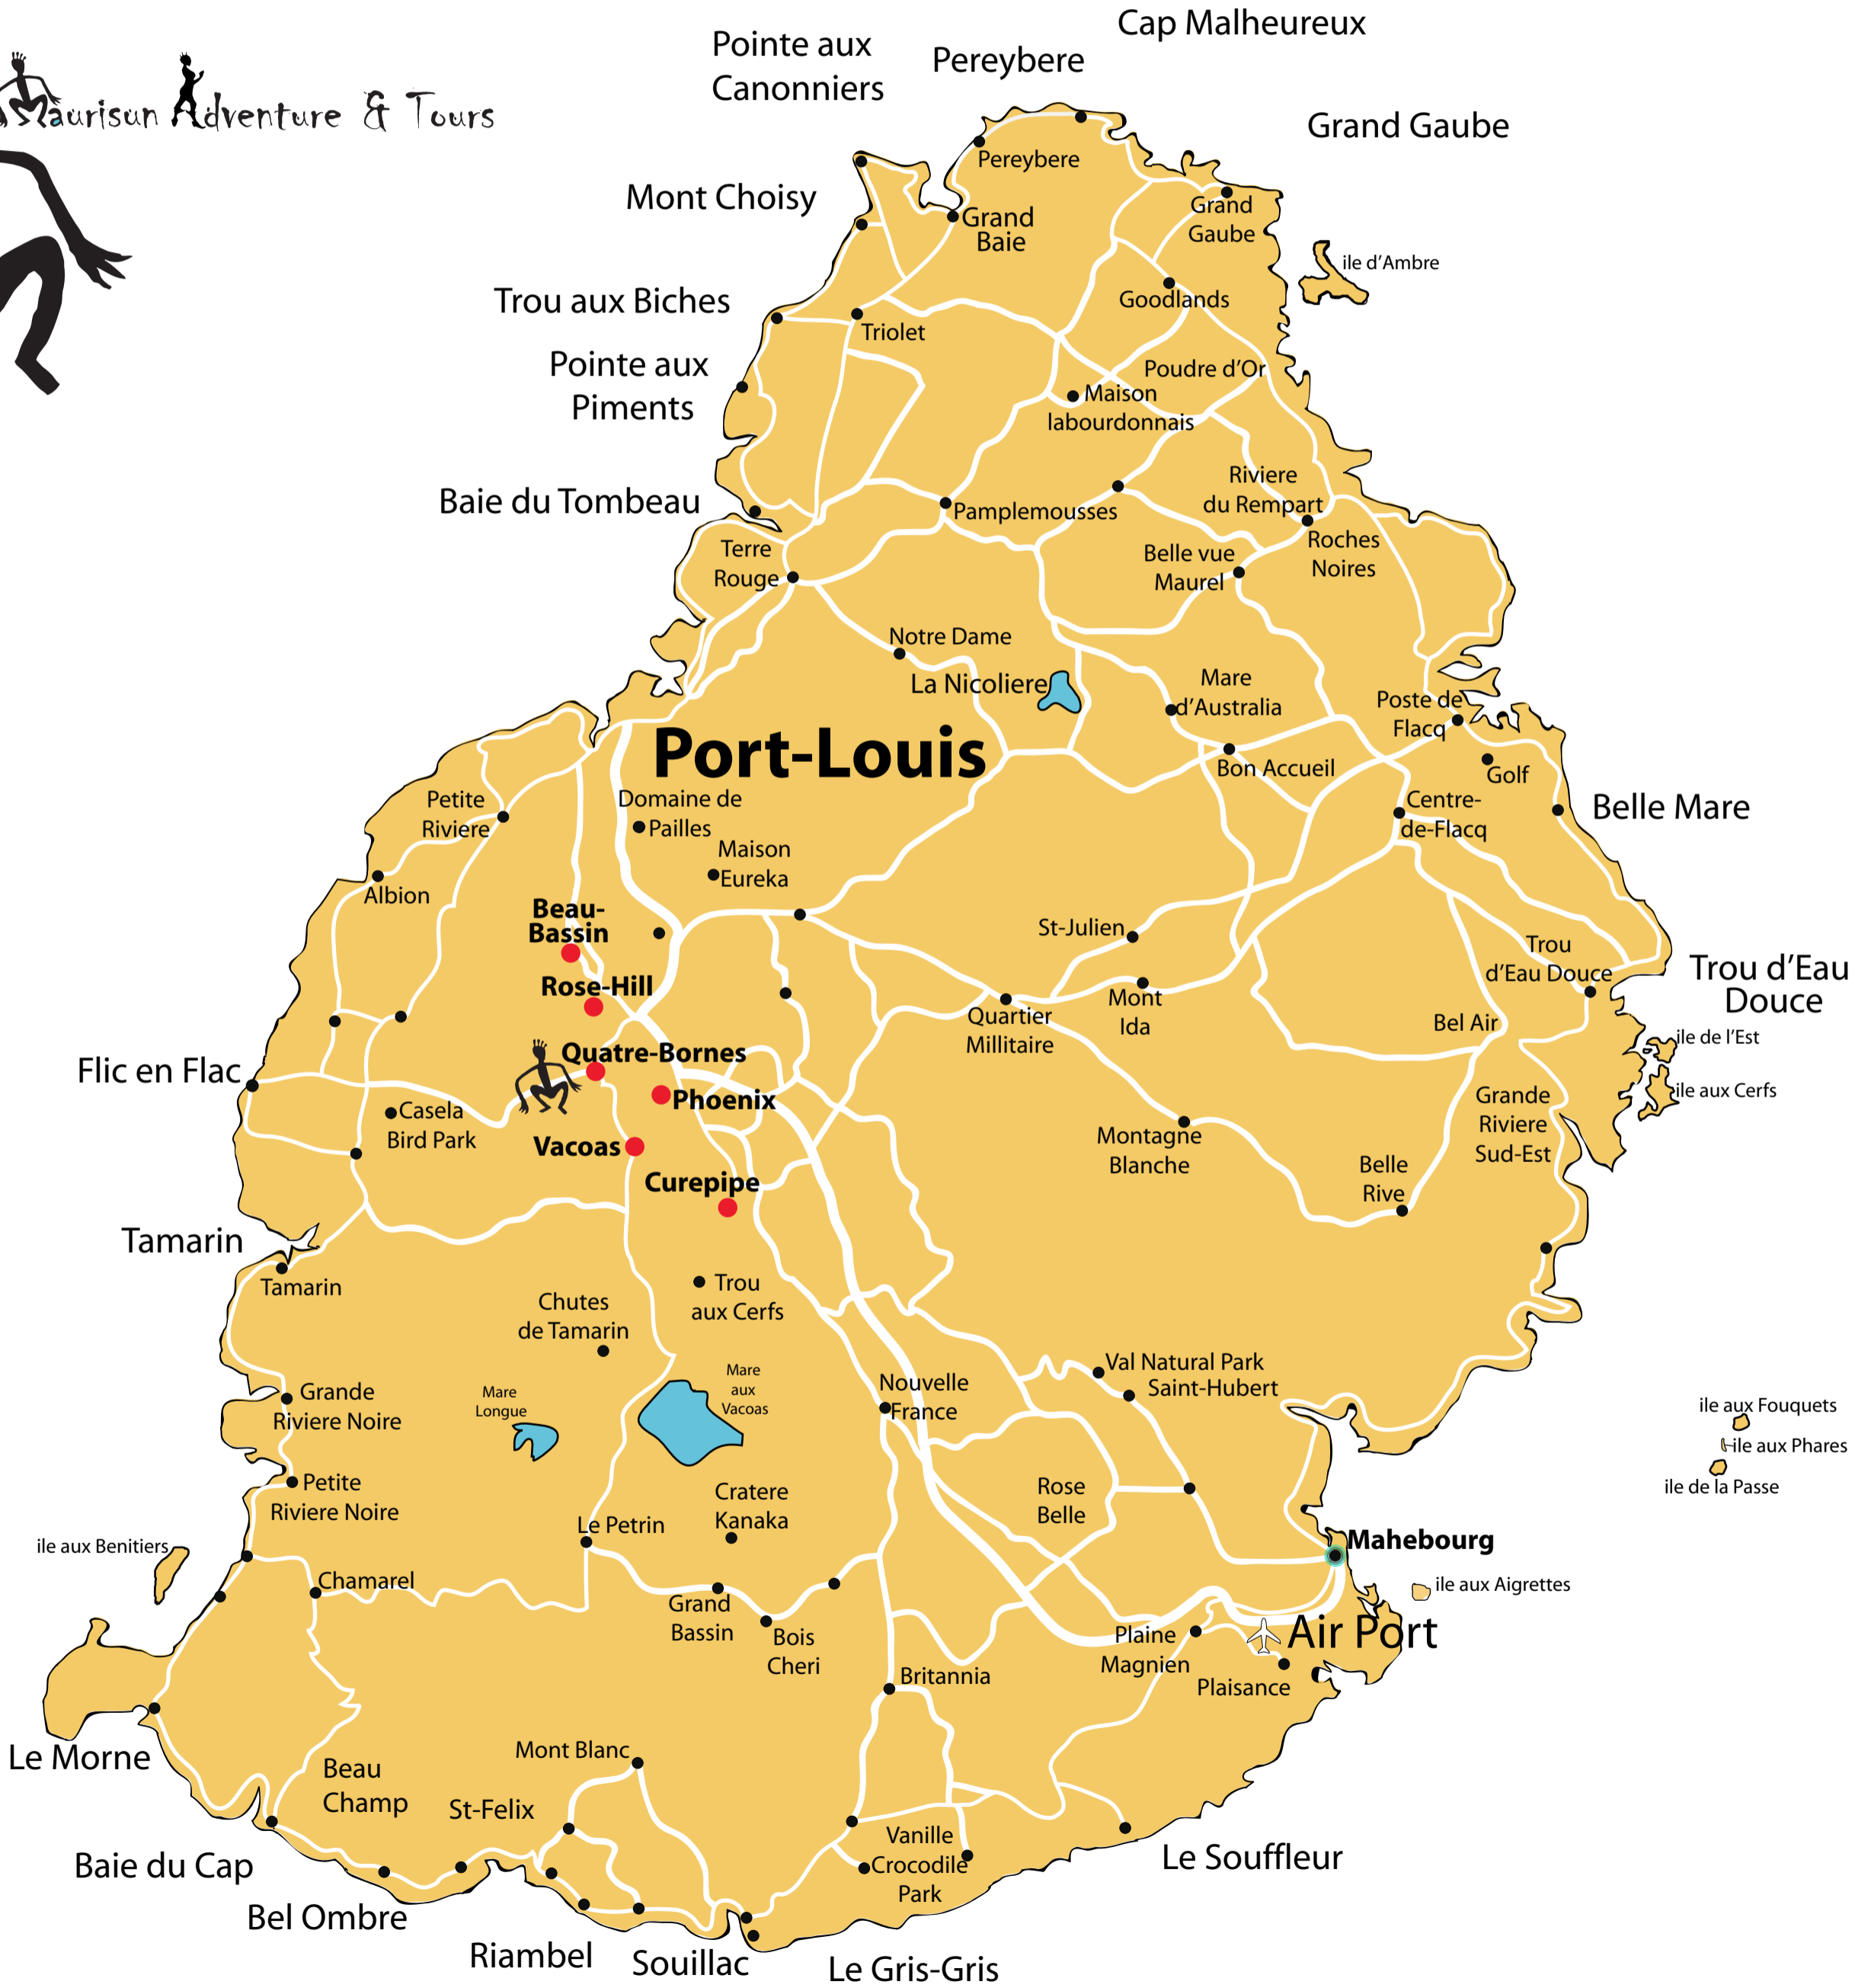 Cap Malheureux
Pointe aux
Canonniers
Pereybere
Maurisun Adventure & Tours
Grand Gaube
Pereybere
Mont Choisy
Grand
Baie
Grand
Gaube
ile d’Ambre
Trou aux Biches
Goodlands
Triolet
Pointe aux
Piments
Poudre d’Or
Maison
labourdonnais
Riviere
du Rempart
Baie du Tombeau
Pamplemousses
Roches
Noires
Terre
Rouge
Belle vue
Maurel
Notre Dame
La Nicoliere
Mare
d’Australia
Poste de
Flacq
Port-Louis
Bon Accueil
Golf
Petite
Riviere
Domaine de
Pailles
Centre-
de-Flacq
Belle Mare
Maison
Eureka
Albion
Beau-
Bassin
St-Julien
Trou
d’Eau Douce
Trou d’Eau
Douce
Rose-Hill
Mont
Ida
Quartier
Millitaire
Bel Air
ile de l’Est
Quatre-Bornes
Flic en Flac
ile aux Cerfs
Phoenix
Casela
Bird Park
Grande
Riviere
Sud-Est
Vacoas
Montagne
Blanche
Belle
Rive
Curepipe
Tamarin
Tamarin
Trou
aux Cerfs
Chutes
de Tamarin
Val Natural Park
Saint-Hubert
Mare
aux
Vacoas
Nouvelle
France
Grande
Riviere Noire
Mare
Longue
ile aux Fouquets
ile aux Phares
ile de la Passe
Petite
Riviere Noire
Cratere
Kanaka
Rose
Belle
Le Petrin
Mahebourg
ile aux Benitiers
Chamarel
ile aux Aigrettes
Grand
Bassin
Bois
Cheri
Plaine
Magnien
Air Port
Britannia
Plaisance
Le Morne
Mont Blanc
Beau
Champ
St-Felix
Vanille
Crocodile
Park
Le Souffleur
Baie du Cap
Bel Ombre
Riambel
Souillac
Le Gris-Gris